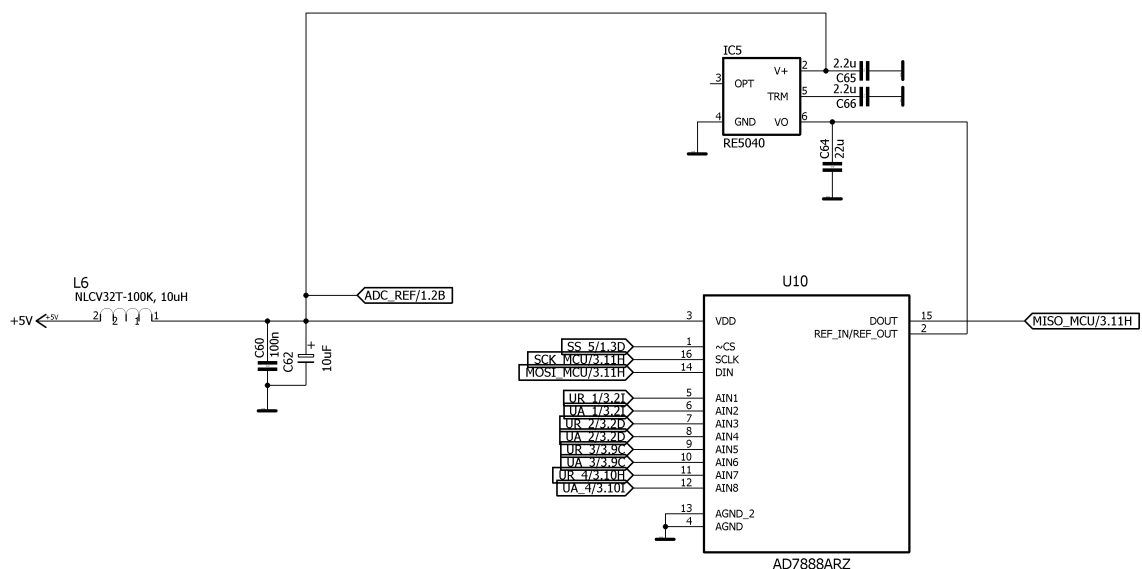 IC5
3
OPT
V+
2
2.2u
C65
TRM
5
2.2u
C66
4
GND
VO
6
RE5040
C64
22u
L6
NLCV32T-100K, 10uH
+5V
+5V
2
2
1
1
ADC_REF/1.2B
C60
100n
C62
+
10uF
U10
3
VDD
DOUT
15
MISO_MCU/3.11H
REF_IN/REF_OUT
2
SS_5/1.3D
1
~CS
SCK_MCU/3.11H
16
SCLK
MOSI_MCU/3.11H
14
DIN
UR_1/3.2I
5
AIN1
UA_1/3.2I
6
AIN2
UR_2/3.2D
7
AIN3
UA_2/3.2D
8
AIN4
UR_3/3.9C
9
AIN5
UA_3/3.9C
10
AIN6
UR_4/3.10H
11
AIN7
UA_4/3.10I
12
AIN8
13
AGND_2
4
AGND
AD7888ARZ